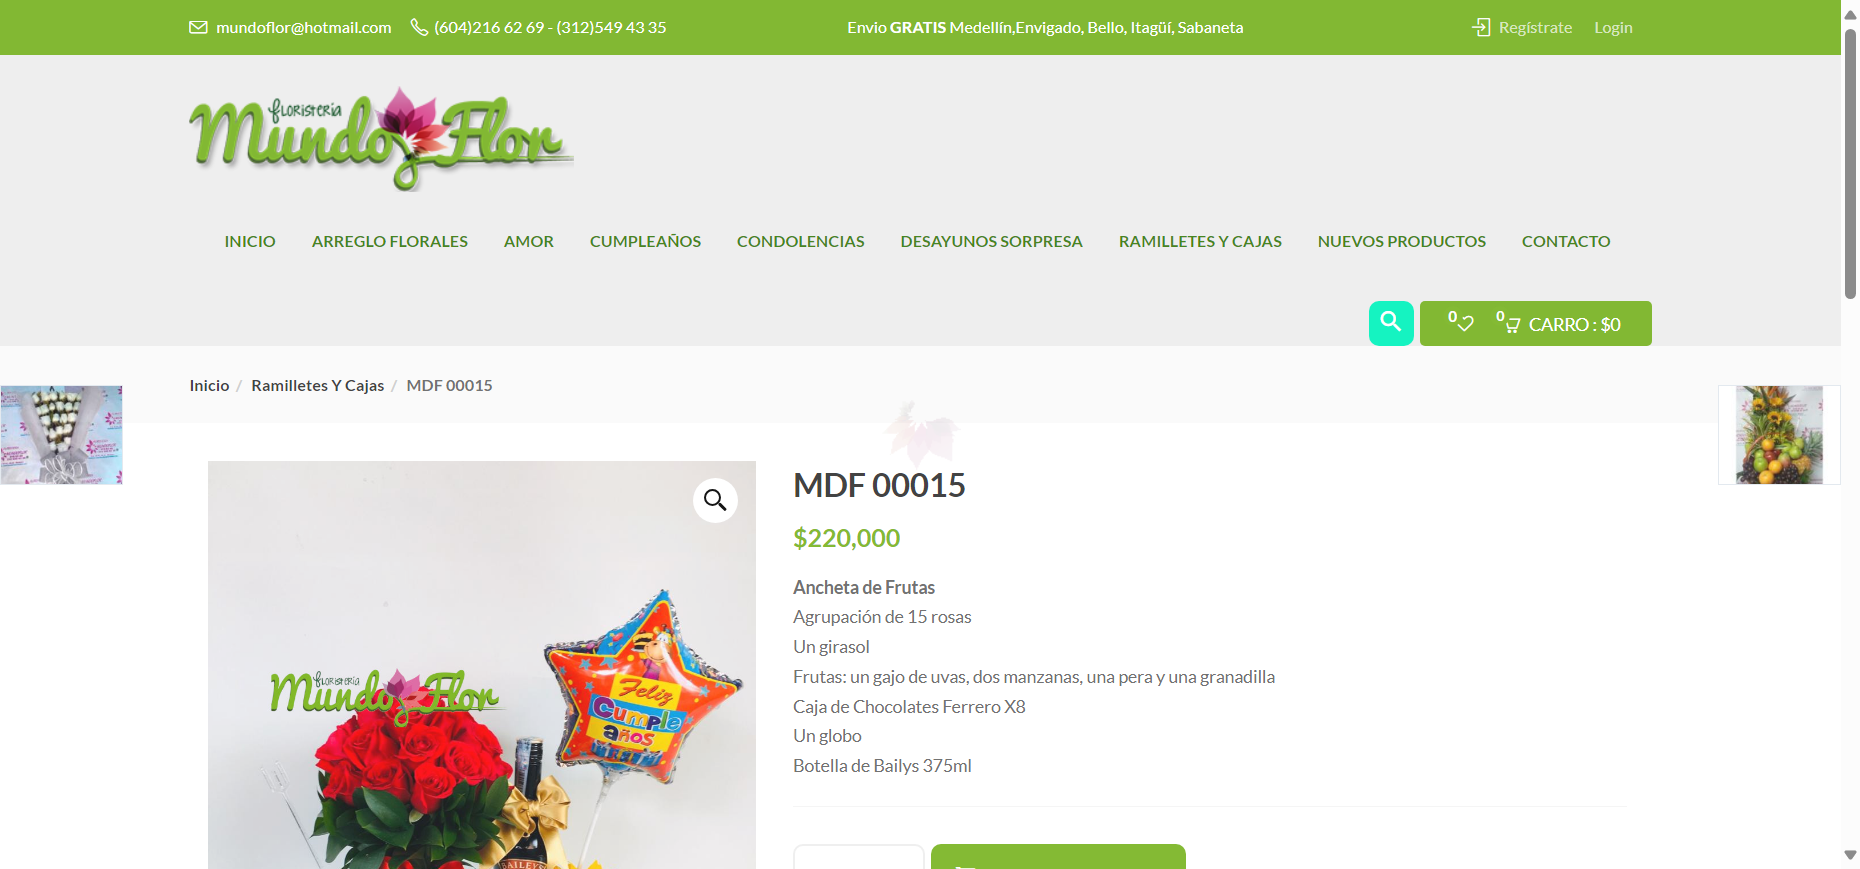 mundoflor@hotmail.com (604)216 62 69 - (312)549 43 35 Envio GRATIS Medellín,Envigado, Bello, Itagüí, Sabaneta Regístrate Login
floristería
Mundo Flor
INICIO ARREGLO FLORALES AMOR CUMPLEAÑOS CONDOLENCIAS DESAYUNOS SORPRESA RAMILLETES Y CAJAS NUEVOS PRODUCTOS CONTACTO
0 0 CARRO : $0
Inicio / Ramilletes Y Cajas / MDF 00015
MDF 00015
$220,000
Ancheta de Frutas
Agrupación de 15 rosas
Un girasol
Frutas: un gajo de uvas, dos manzanas, una pera y una granadilla
Caja de Chocolates Ferrero X8
Un globo
Botella de Bailys 375ml
floristería
Mundo Flor
Feliz
Cumple
años
BAILEYS